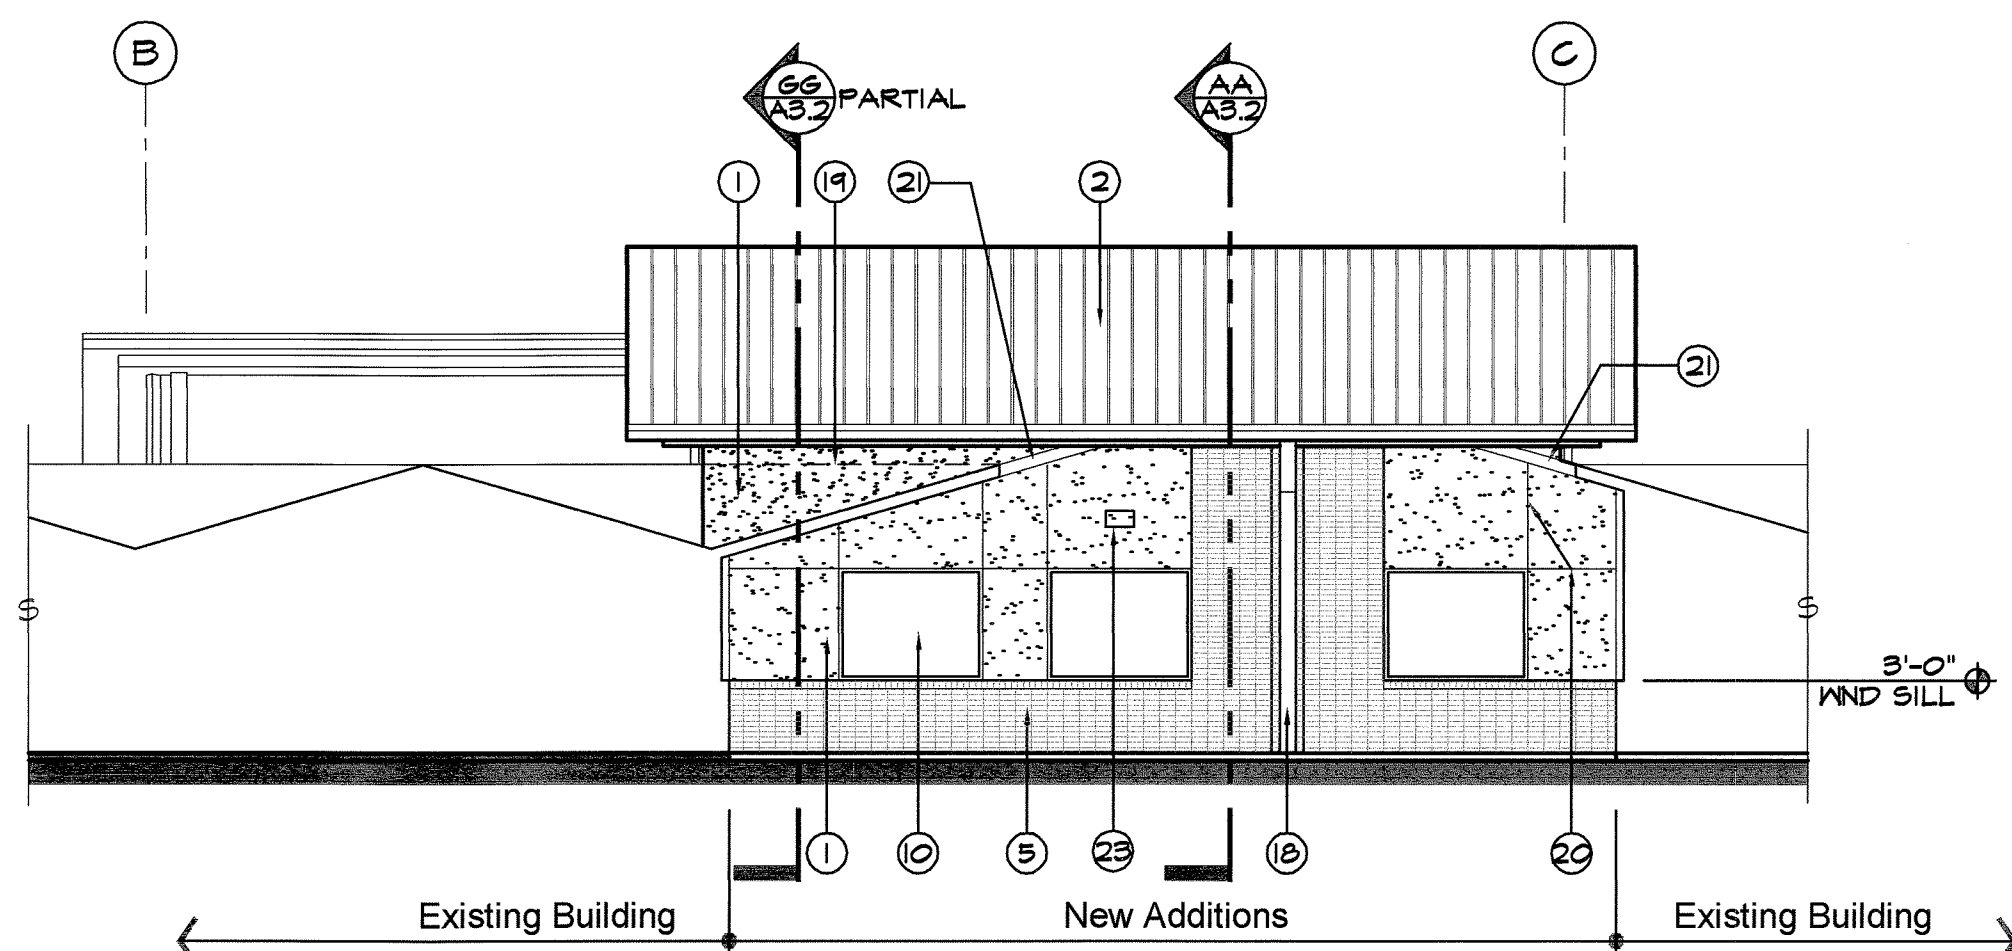 B
GG
A3.2
PARTIAL
AA
A3.2
C
1
19
21
2
21
3'-0"
WND SILL
1
10
5
23
18
20
Existing Building
New Additions
Existing Building